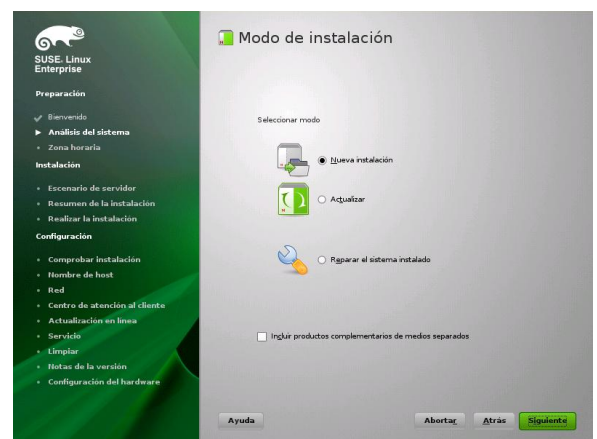 SUSE. Linux
Enterprise
Preparación
Bienvenido
Análisis del sistema
Zona horaria
Instalación
Escenario de servidor
Resumen de la instalación
Realizar la instalación
Configuración
Comprobar instalación
Nombre de host
Red
Centro de atención al cliente
Actualización en línea
Servicio
Limpiar
Notas de la versión
Configuración del hardware
Modo de instalación
Seleccionar modo
Nueva instalación
Actualizar
Reparar el sistema instalado
Incluir productos complementarios de medios separados
Ayuda
Abortar
Atrás
Siguiente